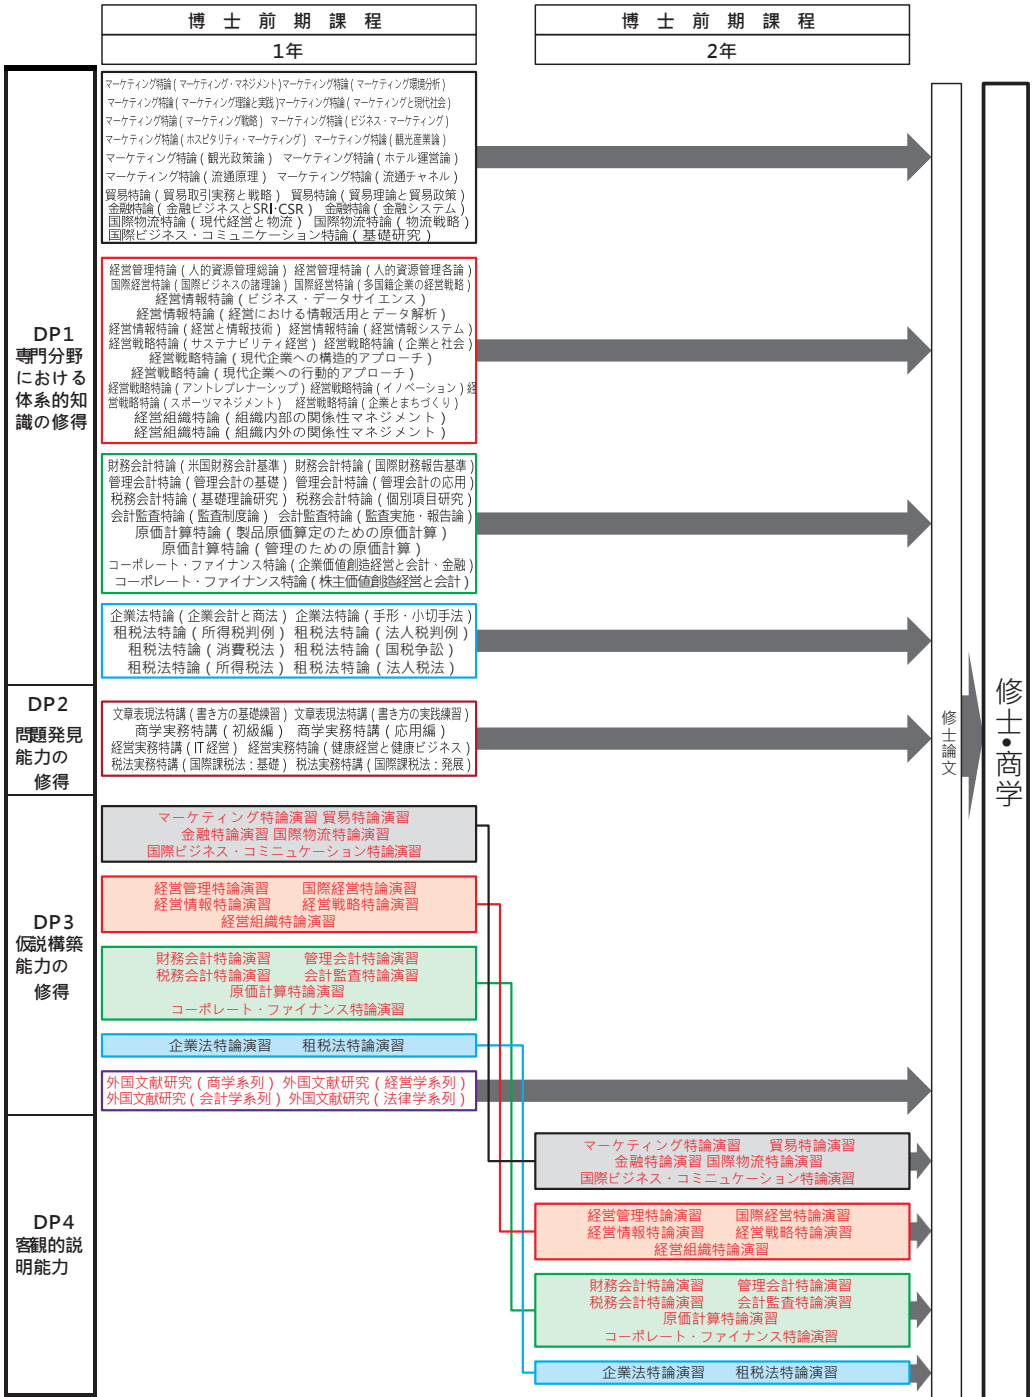 博士前期課程
博士前期課程
1年
2年
DP1
専門分野
における
体系的知
識の修得
マーケティング特論(マーケティング・マネジメント)マーケティング特論(マーケティング環境分析)
マーケティング特論(マーケティング理論と実践)マーケティング特論(マーケティングと現代社会)
マーケティング特論(マーケティング戦略) マーケティング特論(ビジネス・マーケティング)
マーケティング特論(ホスピタリティ・マーケティング) マーケティング特論(観光産業論)
マーケティング特論(観光政策論) マーケティング特論(ホテル運営論)
マーケティング特論(流通原理) マーケティング特論(流通チャネル)
貿易特論(貿易取引実務と戦略) 貿易特論(貿易理論と貿易政策)
金融特論(金融ビジネスとSRI·CSR) 金融特論(金融システム)
国際物流特論(現代経営と物流) 国際物流特論(物流戦略)
国際ビジネス・コミュニケーション特論(基礎研究)
経営管理特論(人的資源管理総論) 経営管理特論(人的資源管理各論)
国際経営特論(国際ビジネスの諸理論) 国際経営特論(多国籍企業の経営戦略)
経営情報特論(ビジネス・データサイエンス)
経営情報特論(経営における情報活用とデータ解析)
経営情報特論(経営と情報技術) 経営情報特論(経営情報システム)
経営戦略特論(サステナビリティ経営) 経営戦略特論(企業と社会)
経営戦略特論(現代企業への構造的アプローチ)
経営戦略特論(現代企業への行動的アプローチ)
経営戦略特論(アントレプレナーシップ) 経営戦略特論(イノベーション)経
営戦略特論(スポーツマネジメント) 経営戦略特論(企業とまちづくり)
経営組織特論(組織内部の関係性マネジメント)
経営組織特論(組織内外の関係性マネジメント)
財務会計特論(米国財務会計基準) 財務会計特論(国際財務報告基準)
管理会計特論(管理会計の基礎) 管理会計特論(管理会計の応用)
税務会計特論(基礎理論研究) 税務会計特論(個別項目研究)
会計監査特論(監査制度論) 会計監査特論(監査実施・報告論)
原価計算特論(製品原価算定のための原価計算)
原価計算特論(管理のための原価計算)
コーポレート・ファイナンス特論(企業価値創造経営と会計、金融)
コーポレート・ファイナンス特論(株主価値創造経営と会計)
企業法特論(企業会計と商法) 企業法特論(手形・小切手法)
租税法特論(所得税判例) 租税法特論(法人税判例)
租税法特論(消費税法) 租税法特論(国税争訟)
租税法特論(所得税法) 租税法特論(法人税法)
DP2
問題発見
能力の
修得
文章表現法特講(書き方の基礎練習) 文章表現法特講(書き方の実践練習)
商学実務特講(初級編) 商学実務特講(応用編)
経営実務特講(IT経営) 経営実務特論(健康経営と健康ビジネス)
税法実務特講(国際課税法:基礎) 税法実務特講(国際課税法:発展)
DP3
仮説構築
能力の
修得
マーケティング特論演習 貿易特論演習
金融特論演習 国際物流特論演習
国際ビジネス・コミニュケーション特論演習
経営管理特論演習 国際経営特論演習
経営情報特論演習 経営戦略特論演習
経営組織特論演習
財務会計特論演習 管理会計特論演習
税務会計特論演習 会計監査特論演習
原価計算特論演習
コーポレート・ファイナンス特論演習
企業法特論演習 租税法特論演習
外国文献研究(商学系列) 外国文献研究(経営学系列)
外国文献研究(会計学系列) 外国文献研究(法律学系列)
DP4
客観的説
明能力
マーケティング特論演習 貿易特論演習
金融特論演習 国際物流特論演習
国際ビジネス・コミニュケーション特論演習
経営管理特論演習 国際経営特論演習
経営情報特論演習 経営戦略特論演習
経営組織特論演習
財務会計特論演習 管理会計特論演習
税務会計特論演習 会計監査特論演習
原価計算特論演習
コーポレート・ファイナンス特論演習
企業法特論演習 租税法特論演習
修士論文
修士・商学